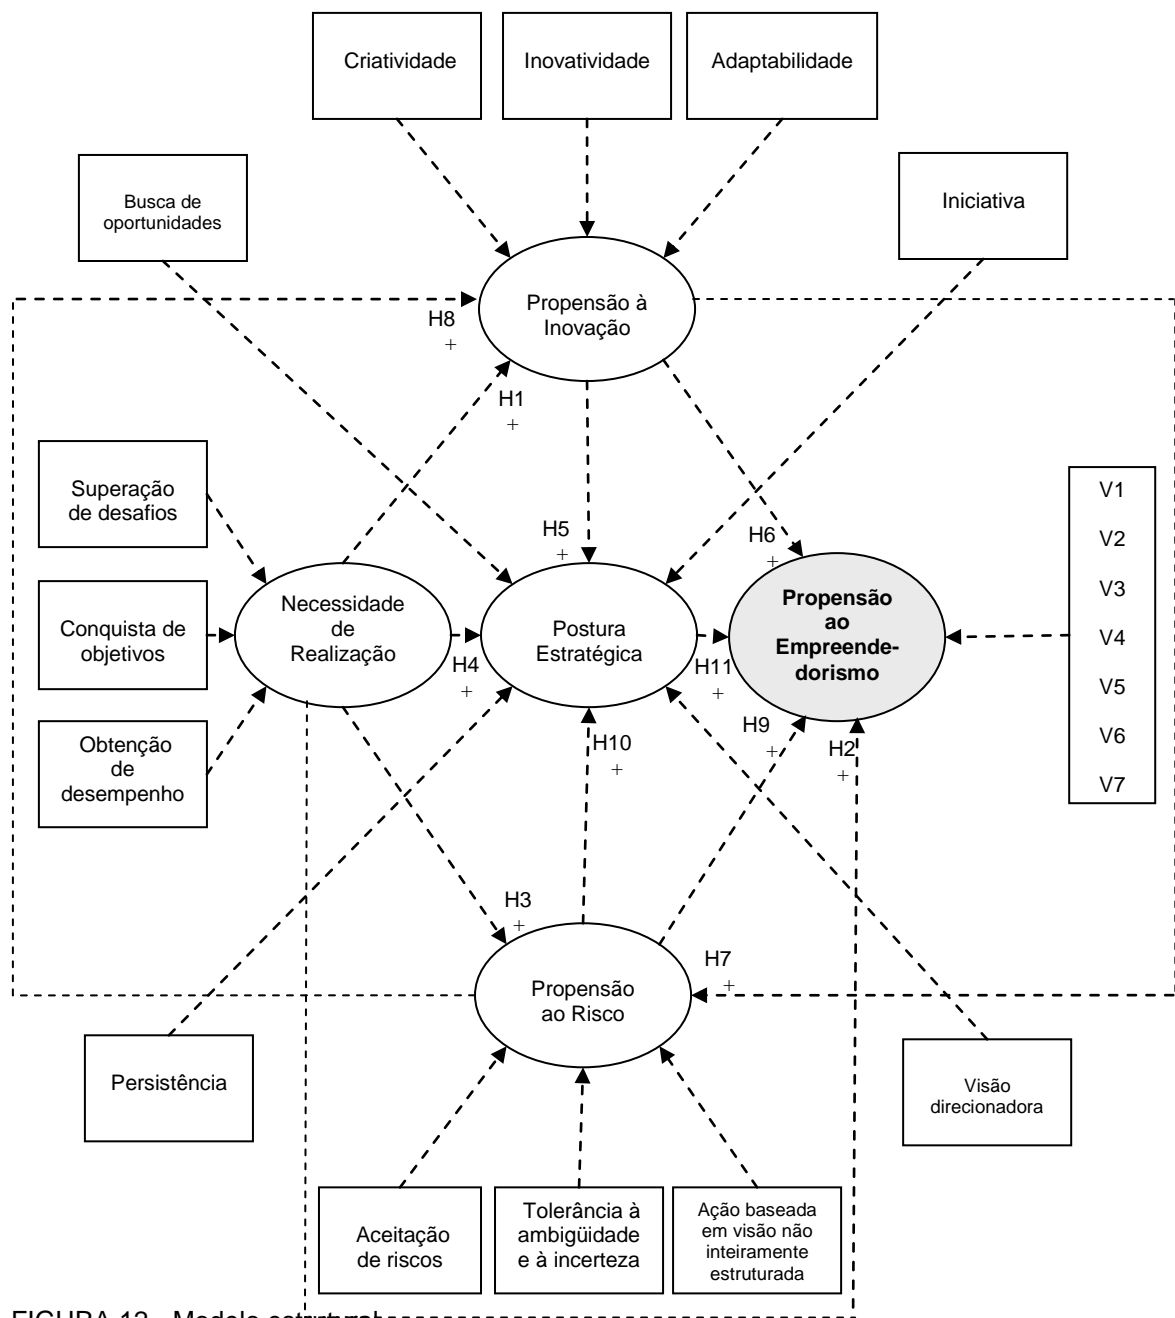 Criatividade
Inovatividade
Adaptabilidade
Busca de
oportunidades
Iniciativa
Propensão à
Inovação
H8
+
H1
+
Superação
de desafios
H5
+
H6
+
V1
V2
V3
V4
V5
V6
V7
Conquista de
objetivos
Necessidade
de
Realização
H4
+
Postura
Estratégica
H11
+
Propensão
ao
Empreende-
dorismo
Obtenção
de
desempenho
H10
+
H9
+
H2
+
H3
+
H7
+
Propensão
ao Risco
Persistência
Visão
direcionadora
Aceitação
de riscos
Tolerância à
ambigüidade
e à incerteza
Ação baseada
em visão não
inteiramente
estruturada
FIGURA 12 - Modelo estrutural